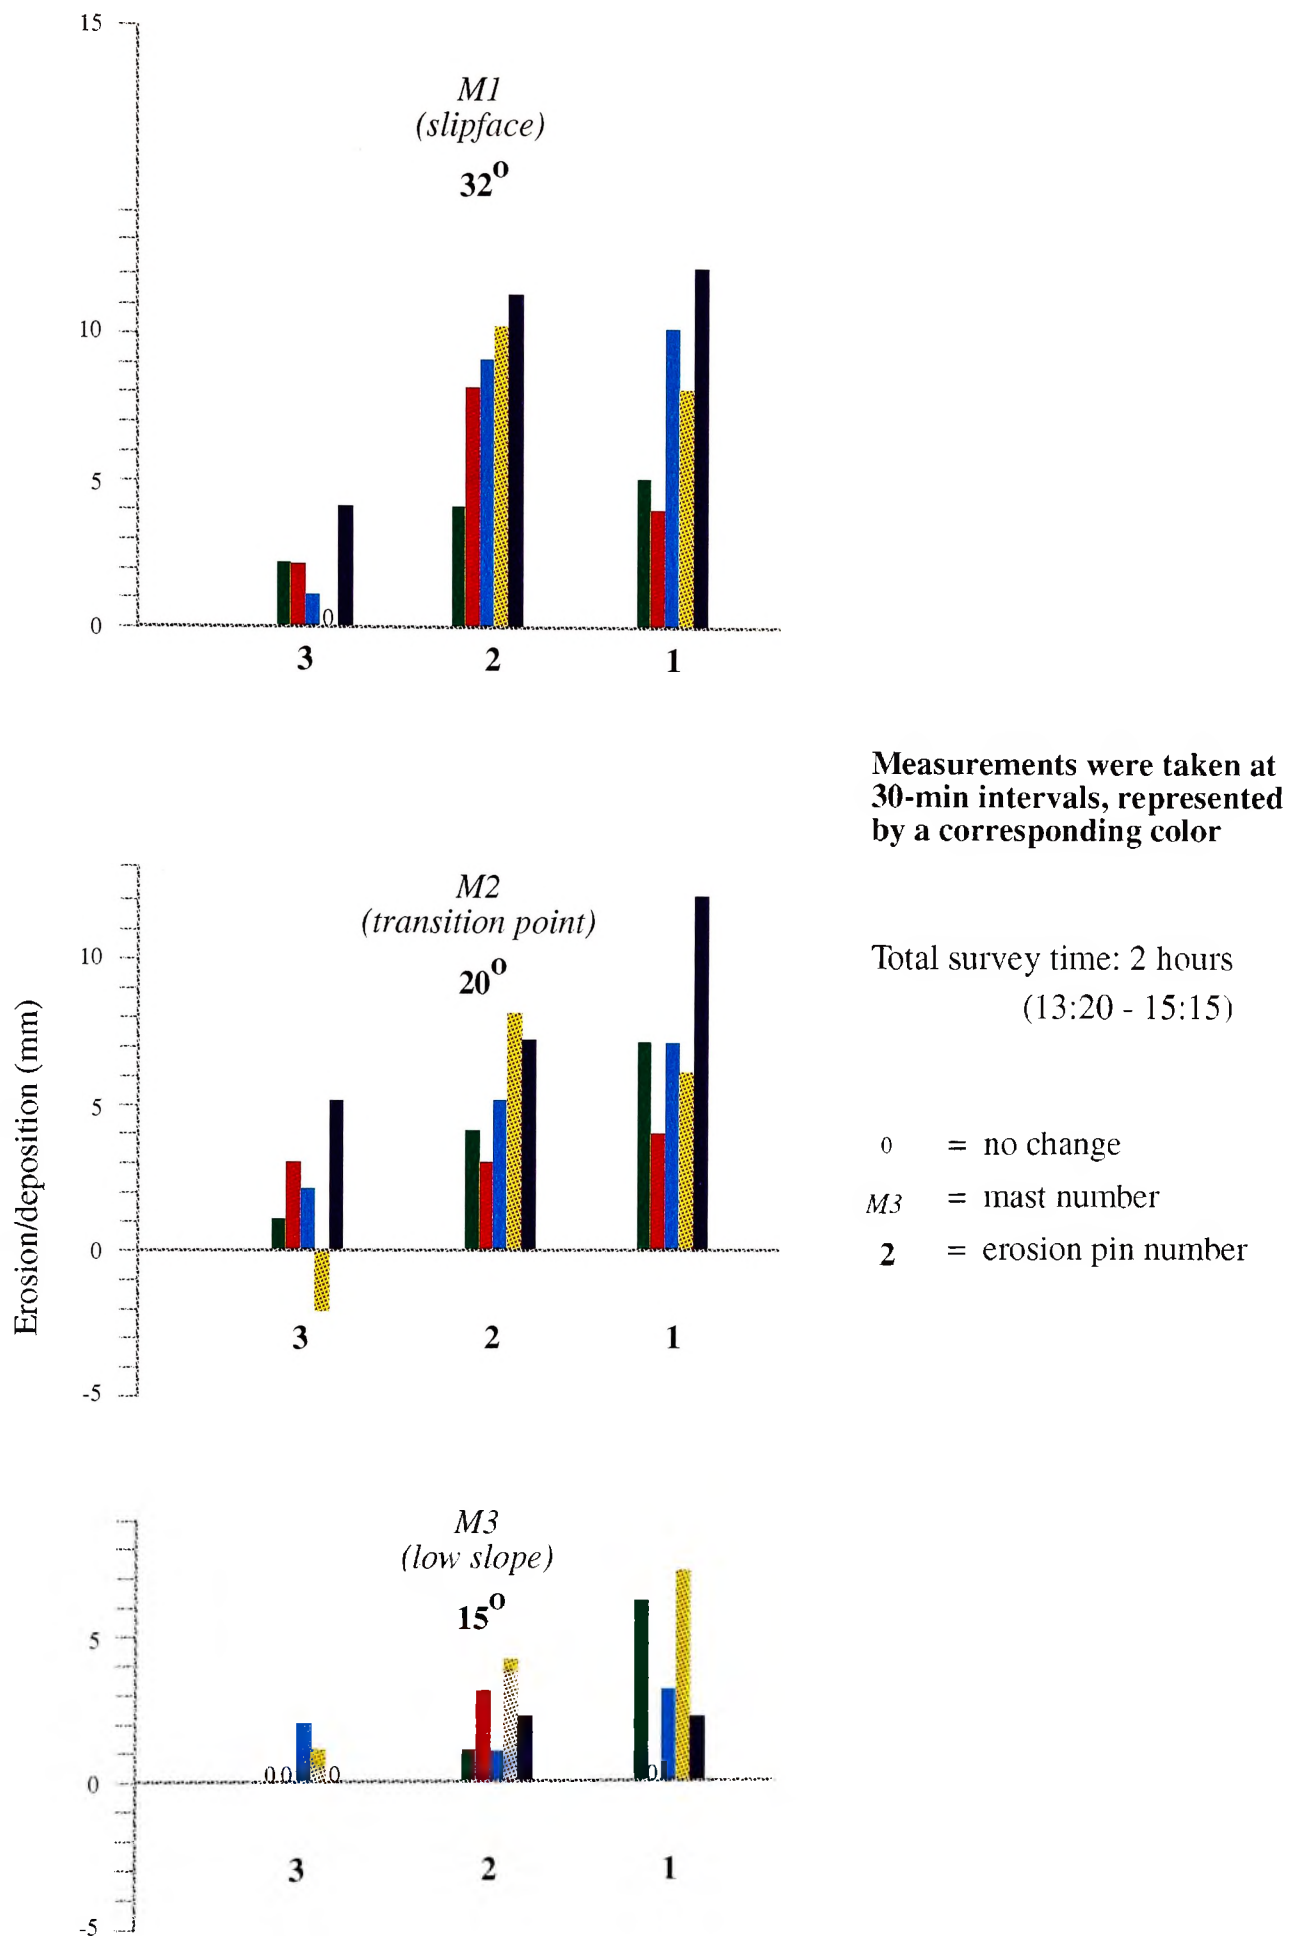 15
M1
(slipface)
32°
10
5
0
0
3
2
1
Measurements were taken at
30-min intervals, represented
by a corresponding color
M2
(transition point)
20°
10
5
0
-5
3
2
1
Total survey time: 2 hours
(13:20 - 15:15)
0 = no change
M3 = mast number
2 = erosion pin number
Erosion/deposition (mm)
M3
(low slope)
15°
5
0 0 0 0
0
3
2
1
-5